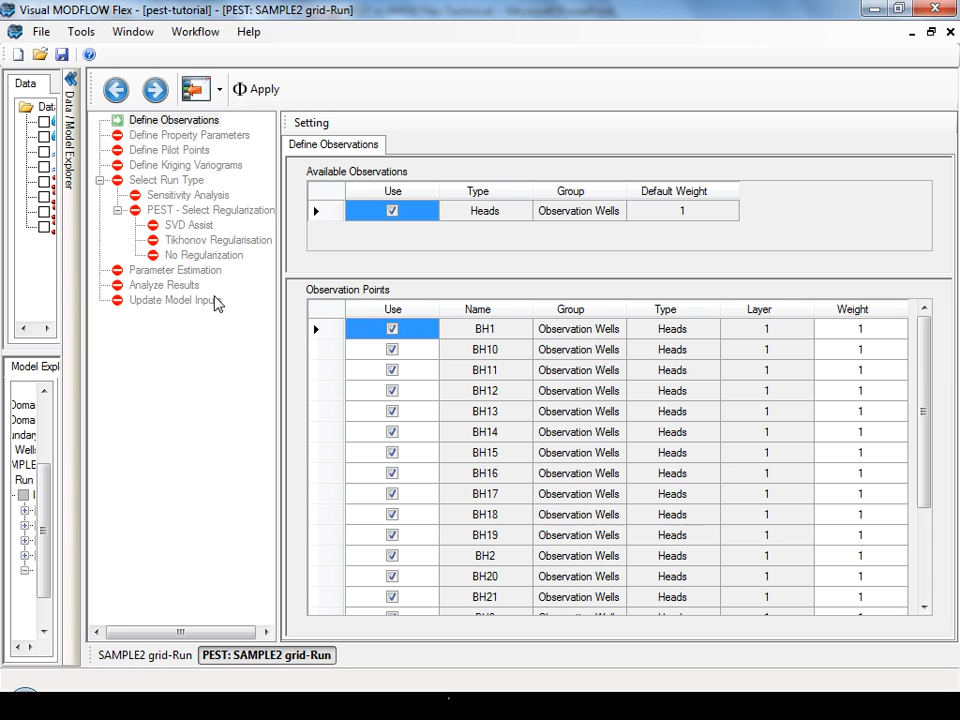 Visual MODFLOW Flex - [pest-tutorial] - [PEST: SAMPLE2 grid-Run]
File Tools Window Workflow Help
Data
Φ Apply
Data / Model Explorer
Dat
Model Expl
Doma
Doma
undar
Wells
MPLE
Run
Define Observations
Define Property Parameters
Define Pilot Points
Define Kriging Variograms
Select Run Type
Sensitivity Analysis
PEST - Select Regularization
SVD Assist
Tikhonov Regularisation
No Regularization
Parameter Estimation
Analyze Results
Update Model Inpu
Setting
Define Observations
Available Observations
Use Type Group Default Weight
Heads Observation Wells 1
Observation Points
Use Name Group Type Layer Weight
BH1 Observation Wells Heads 1 1
BH10 Observation Wells Heads 1 1
BH11 Observation Wells Heads 1 1
BH12 Observation Wells Heads 1 1
BH13 Observation Wells Heads 1 1
BH14 Observation Wells Heads 1 1
BH15 Observation Wells Heads 1 1
BH16 Observation Wells Heads 1 1
BH17 Observation Wells Heads 1 1
BH18 Observation Wells Heads 1 1
BH19 Observation Wells Heads 1 1
BH2 Observation Wells Heads 1 1
BH20 Observation Wells Heads 1 1
BH21 Observation Wells Heads 1 1
SAMPLE2 grid-Run PEST: SAMPLE2 grid-Run